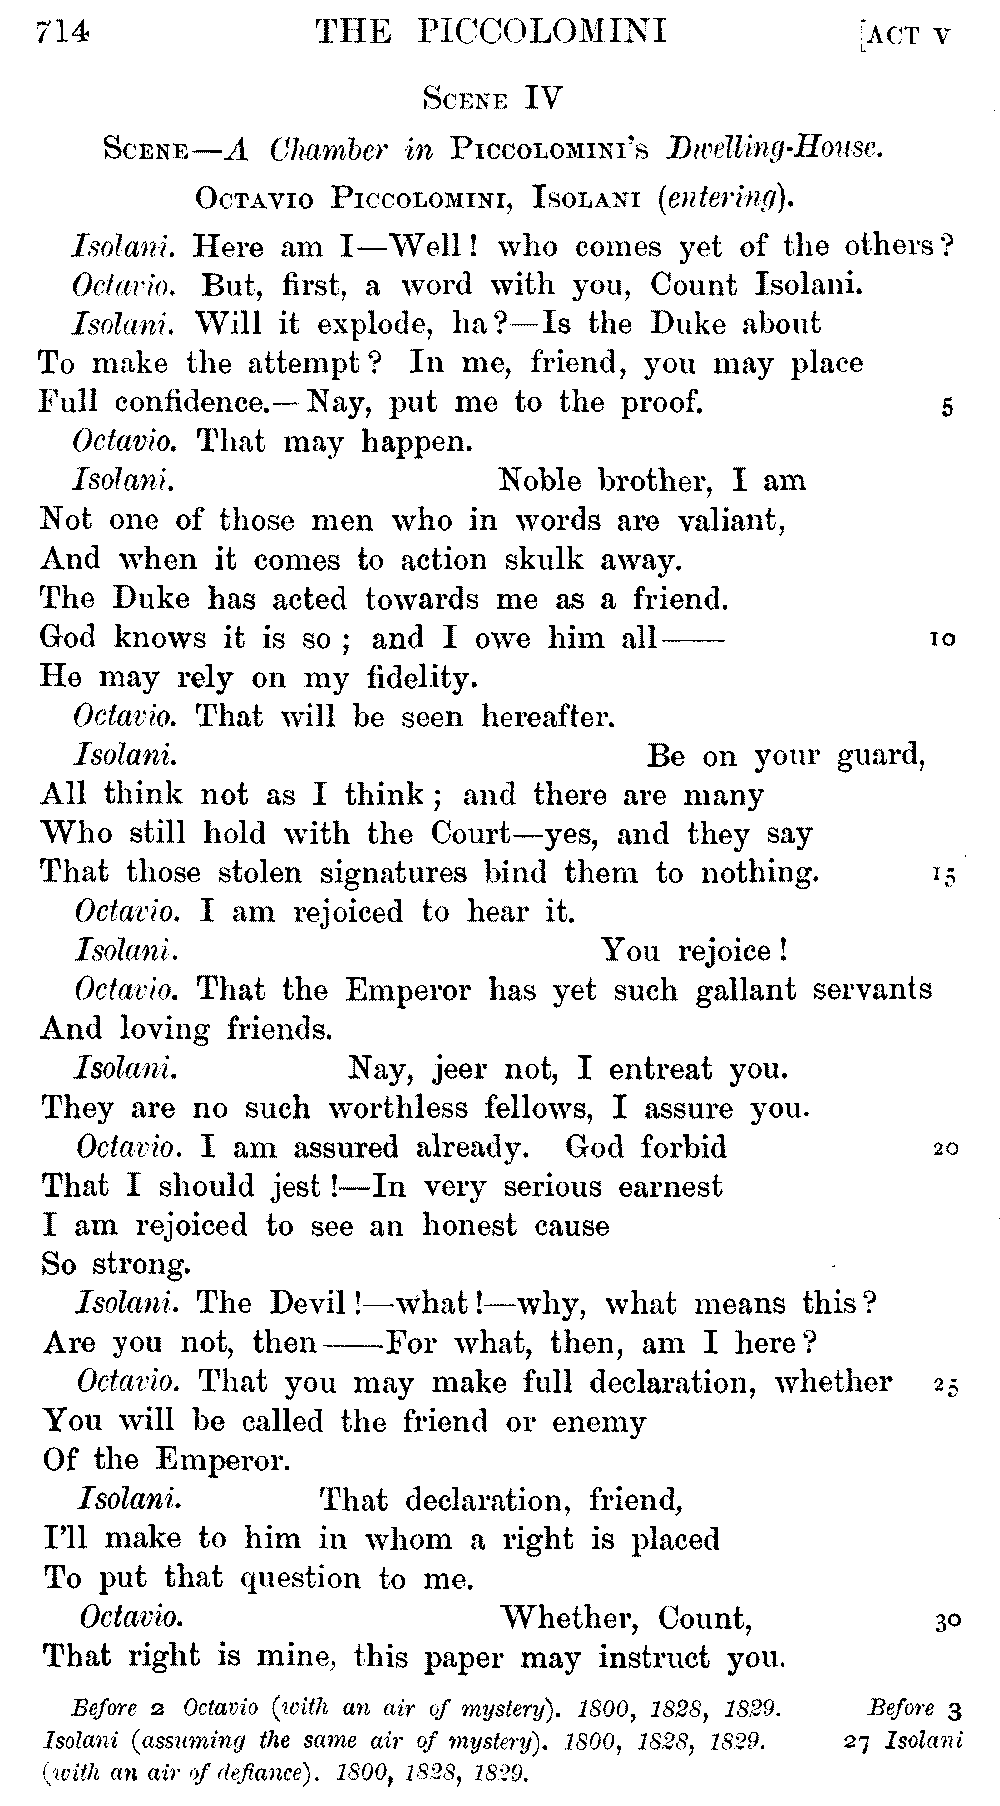 714 THE PICCOLOMINI [ACT V
SCENE IV
SCENE—A Chamber in PICCOLOMINI's Dwelling-House.
OCTAVIO PICCOLOMINI, ISOLANI (entering).
Isolani. Here am I—Well! who comes yet of the others?
Octavio. But, first, a word with you, Count Isolani.
Isolani. Will it explode, ha?—Is the Duke about
To make the attempt? In me, friend, you may place
Full confidence.—Nay, put me to the proof. 5
Octavio. That may happen.
Isolani. Noble brother, I am
Not one of those men who in words are valiant,
And when it comes to action skulk away.
The Duke has acted towards me as a friend.
God knows it is so; and I owe him all—— 10
He may rely on my fidelity.
Octavio. That will be seen hereafter.
Isolani. Be on your guard,
All think not as I think; and there are many
Who still hold with the Court—yes, and they say
That those stolen signatures bind them to nothing. 15
Octavio. I am rejoiced to hear it.
Isolani. You rejoice!
Octavio. That the Emperor has yet such gallant servants
And loving friends.
Isolani. Nay, jeer not, I entreat you.
They are no such worthless fellows, I assure you.
Octavio. I am assured already. God forbid 20
That I should jest!—In very serious earnest
I am rejoiced to see an honest cause
So strong.
Isolani. The Devil!—what!—why, what means this?
Are you not, then——For what, then, am I here?
Octavio. That you may make full declaration, whether 25
You will be called the friend or enemy
Of the Emperor.
Isolani. That declaration, friend,
I'll make to him in whom a right is placed
To put that question to me.
Octavio. Whether, Count, 30
That right is mine, this paper may instruct you.
Before 2 Octavio (with an air of mystery). 1800, 1828, 1829. Before 3
Isolani (assuming the same air of mystery). 1800, 1828, 1829. 27 Isolani
(with an air of defiance). 1800, 1828, 1829.